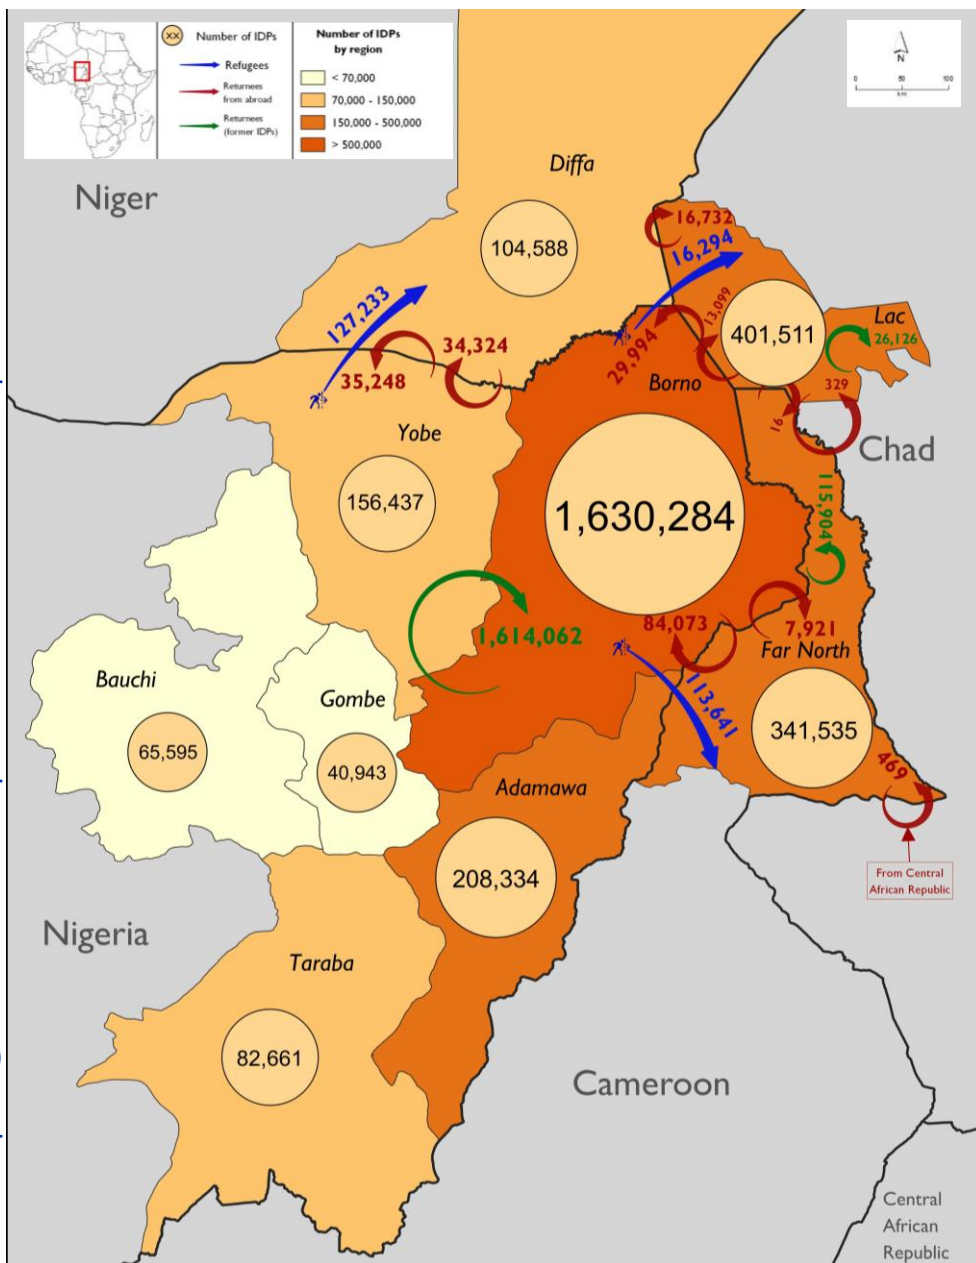 XX
Number of IDPs
Refugees
Returnees
from abroad
Returnees
(former IDPs)
Number of IDPs
by region
< 70,000
70,000 - 150,000
150,000 - 500,000
> 500,000
N
0 50 100
km
Niger
Diffa
104,588
16,732
16,294
127,233
13,099
401,511
Lac
26,126
34,324
35,248
29,994
Borno
329
16
Chad
Yobe
156,437
1,630,284
115,904
1,614,062
84,073
7,921
Far North
Bauchi
65,595
Gombe
40,943
113,641
341,535
469
Adamawa
208,334
From Central
African Republic
Nigeria
Taraba
82,661
Cameroon
Central
African
Republic